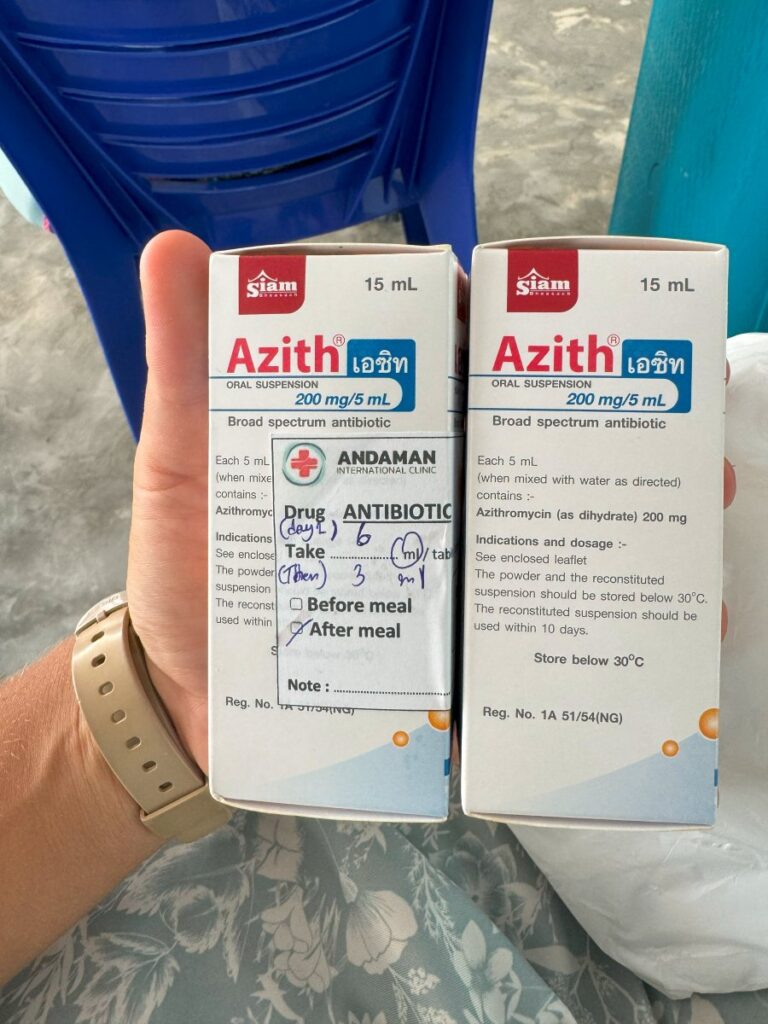 Siam
15 mL
Azith® เอซิท
ORAL SUSPENSION
200 mg/5 mL
Broad spectrum antibiotic
Each 5 mL
(when mixe
contains :-
Azithromyc
Indications
See enclose
The powder
suspension
The reconst
used within
Reg. No. 1A 51/54(NG)
ANDAMAN
INTERNATIONAL CLINIC
Drug ANTIBIOTIC
(day 1) 6
Take ml / tabl
(Then) 3 ml
Before meal
After meal
Note :
Siam
15 mL
Azith® เอซิท
ORAL SUSPENSION
200 mg/5 mL
Broad spectrum antibiotic
Each 5 mL
(when mixed with water as directed)
contains :-
Azithromycin (as dihydrate) 200 mg
Indications and dosage :-
See enclosed leaflet
The powder and the reconstituted
suspension should be stored below 30°C.
The reconstituted suspension should be
used within 10 days.
Store below 30°C
Reg. No. 1A 51/54(NG)